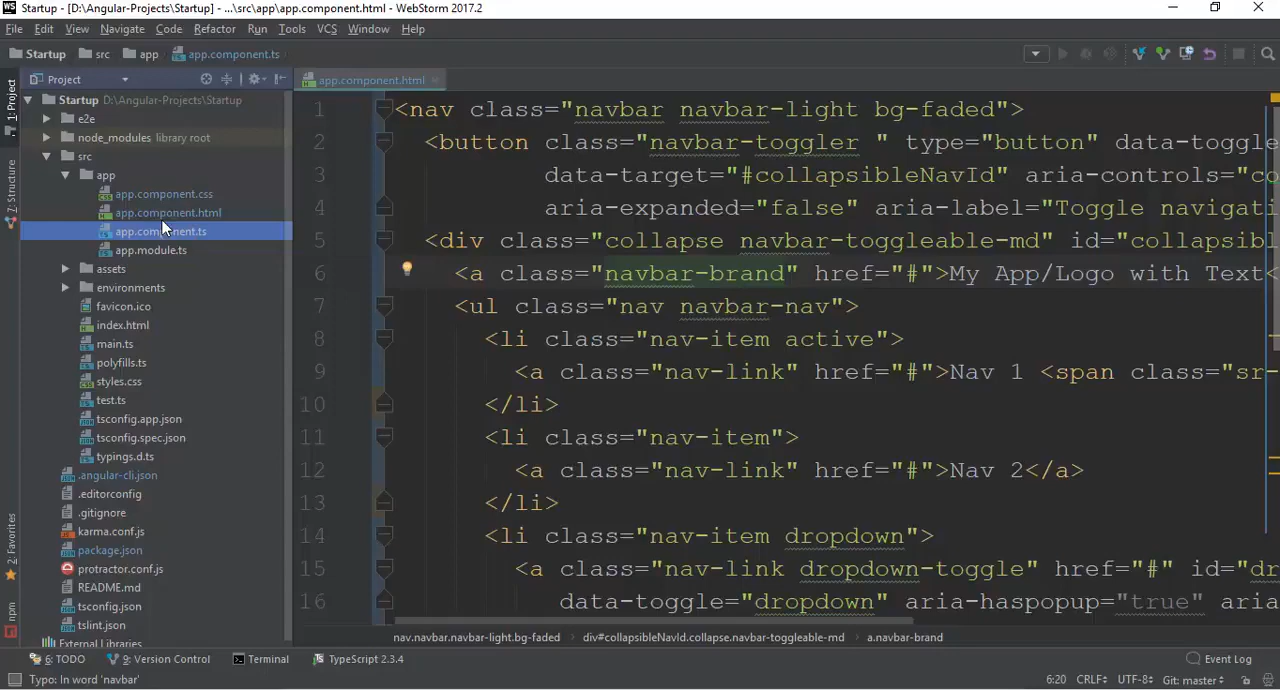 Startup - [D:\Angular-Projects\Startup] - ...\src\app\app.component.html - WebStorm 2017.2
File Edit View Navigate Code Refactor Run Tools VCS Window Help
Startup src app app.component.ts
Project
app.component.html
1: Project
Z: Structure
2: Favorites
npm
Startup D:\Angular-Projects\Startup
e2e
node_modules library root
src
app
app.component.css
app.component.html
app.component.ts
app.module.ts
assets
environments
favicon.ico
index.html
main.ts
polyfills.ts
styles.css
test.ts
tsconfig.app.json
tsconfig.spec.json
typings.d.ts
.angular-cli.json
.editorconfig
.gitignore
karma.conf.js
package.json
protractor.conf.js
README.md
tsconfig.json
tslint.json
External Libraries
1 <nav class="navbar navbar-light bg-faded">
2 <button class="navbar-toggler " type="button" data-toggle
3 data-target="#collapsibleNavId" aria-controls="co
4 aria-expanded="false" aria-label="Toggle navigati
5 <div class="collapse navbar-toggleable-md" id="collapsibl
6 <a class="navbar-brand" href="#">My App/Logo with Text<
7 <ul class="nav navbar-nav">
8 <li class="nav-item active">
9 <a class="nav-link" href="#">Nav 1 <span class="sr-
10 </li>
11 <li class="nav-item">
12 <a class="nav-link" href="#">Nav 2</a>
13 </li>
14 <li class="nav-item dropdown">
15 <a class="nav-link dropdown-toggle" href="#" id="dr
16 data-toggle="dropdown" aria-haspopup="true" aria
nav.navbar.navbar-light.bg-faded div#collapsibleNavId.collapse.navbar-toggleable-md a.navbar-brand
6: TODO 9: Version Control Terminal TypeScript 2.3.4 Event Log
Typo: In word 'navbar' 6:20 CRLF÷ UTF-8÷ Git: master÷